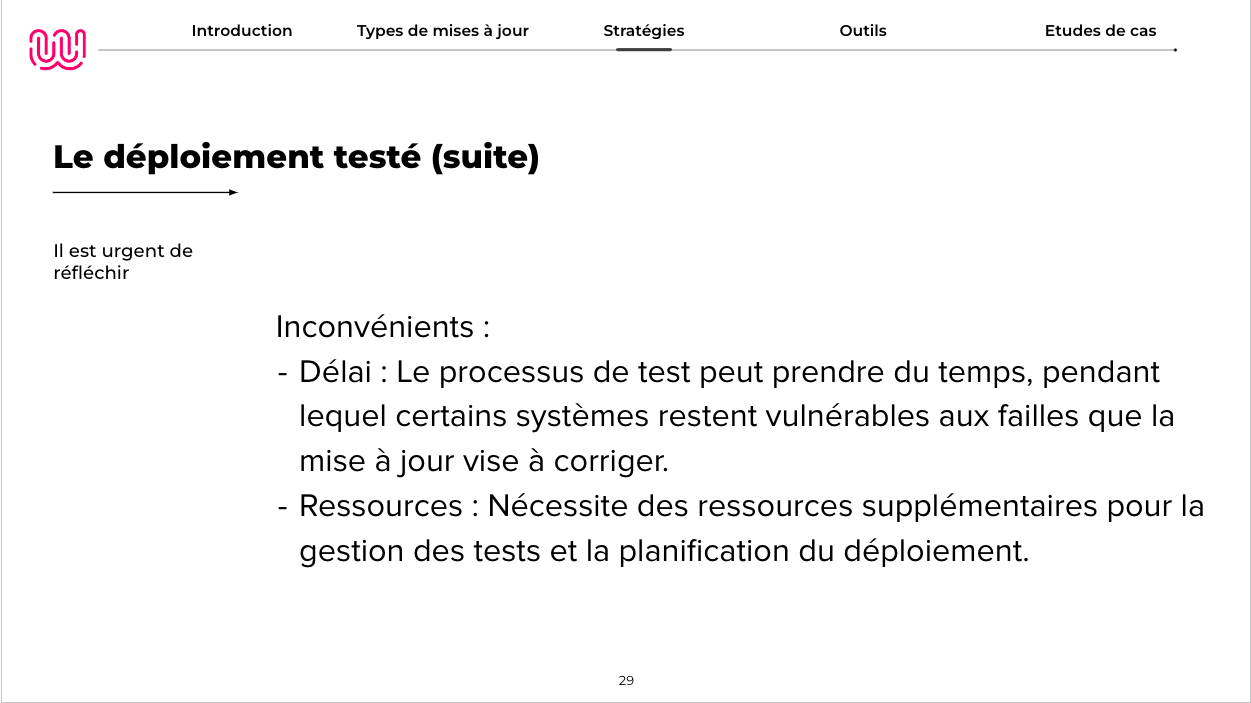 Introduction
Types de mises à jour
Stratégies
Outils
Etudes de cas
Le déploiement testé (suite)
Il est urgent de
réfléchir
Inconvénients :
- Délai : Le processus de test peut prendre du temps, pendant
lequel certains systèmes restent vulnérables aux failles que la
mise à jour vise à corriger.
- Ressources : Nécessite des ressources supplémentaires pour la
gestion des tests et la planification du déploiement.
29